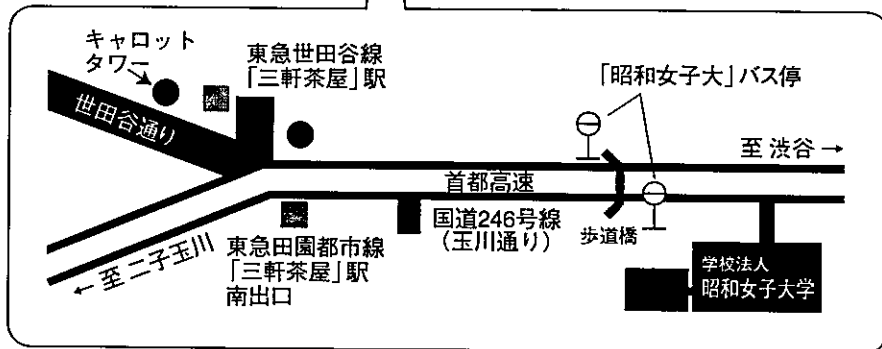 キャロット
タワー
東急世田谷線
「三軒茶屋」駅
「昭和女子大」バス停
世田谷通り
至 渋谷 →
首都高速
国道246号線
(玉川通り)
歩道橋
← 至 二子玉川
東急田園都市線
「三軒茶屋」駅
南出口
学校法人
昭和女子大学